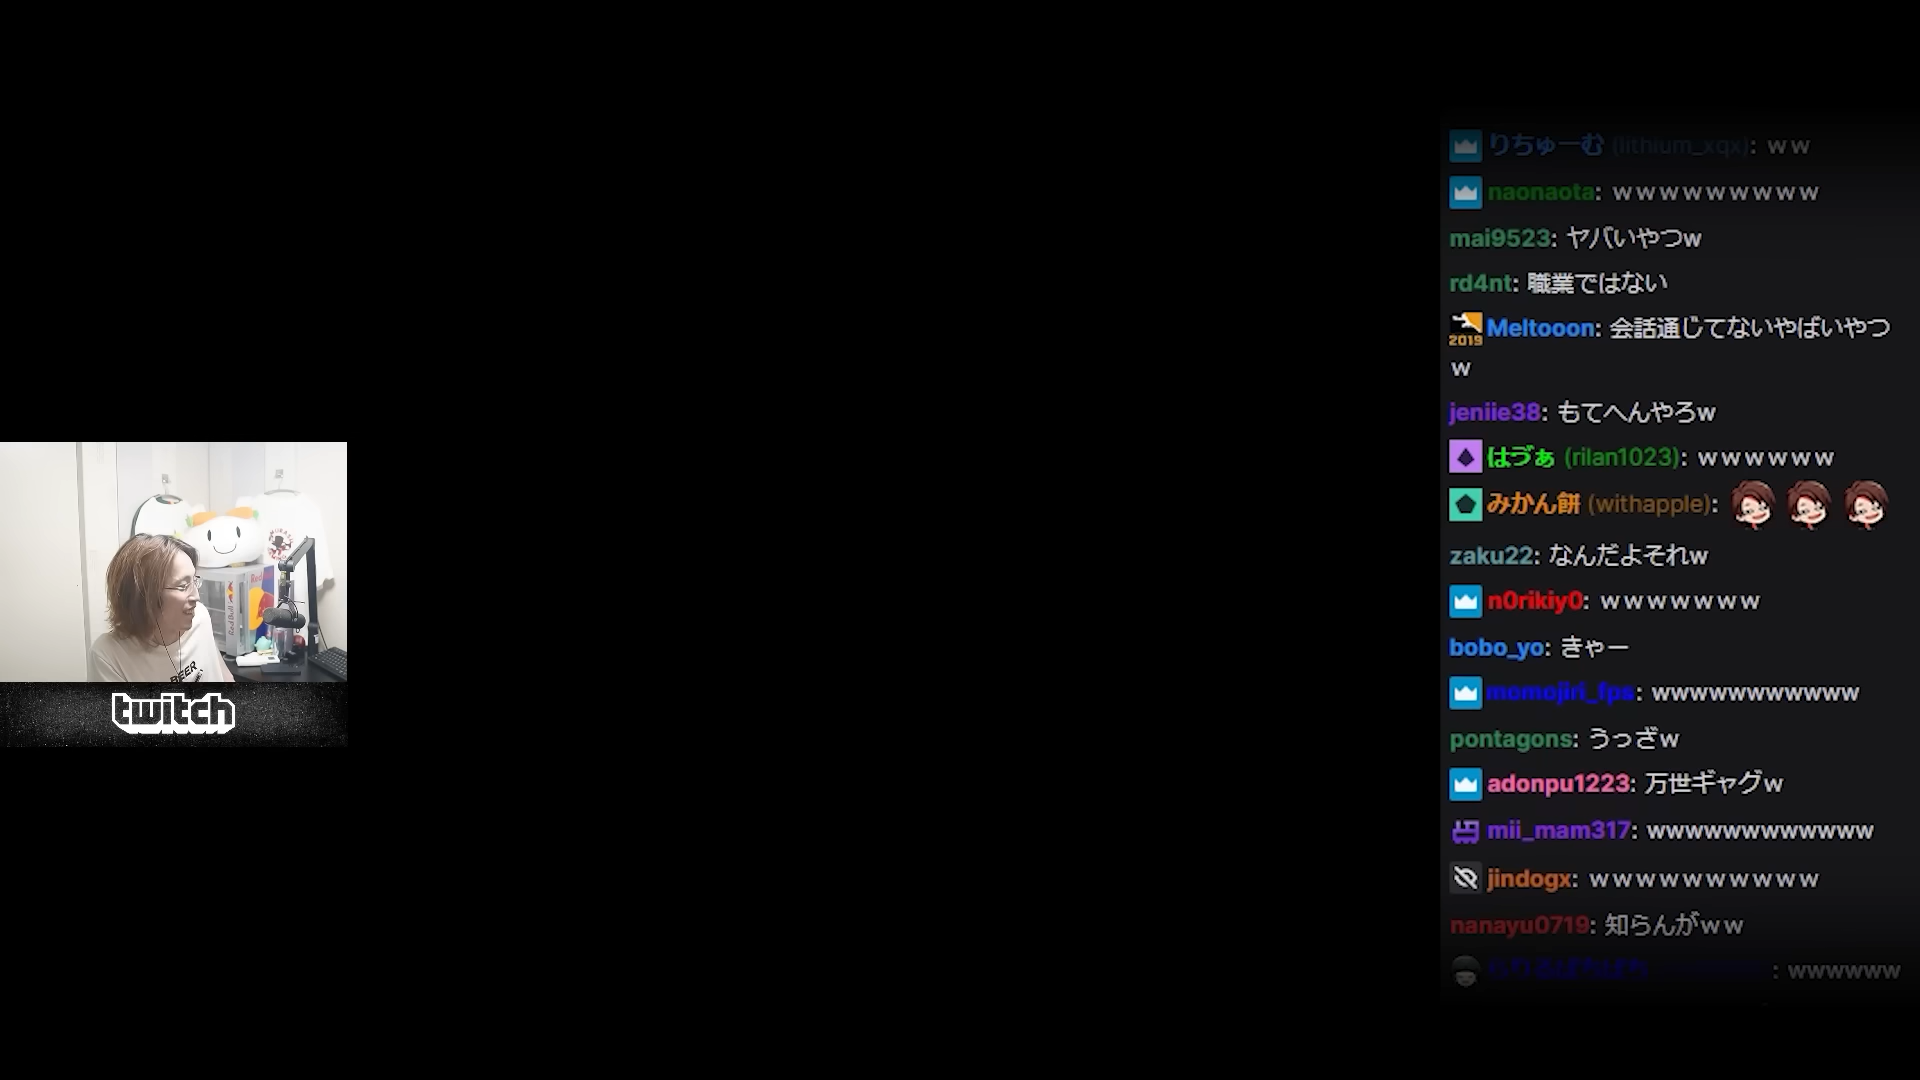 りちゅーむ (lithium_xqx): ｗｗ
naonaota: ｗｗｗｗｗｗｗｗｗ
mai9523: ヤバいやつw
rd4nt: 職業ではない
2019 Meltooon: 会話通じてないやばいやつ
w
jeniie38: もてへんやろw
はづぁ (rilan1023): ｗｗｗｗｗｗ
みかん餅 (withapple):
zaku22: なんだよそれw
n0rikiy0: ｗｗｗｗｗｗｗ
bobo_yo: きゃー
momojiri_fps: wwwwwwwwwww
pontagons: うっざw
adonpu1223: 万世ギャグw
mii_mam317: wwwwwwwwwwww
jindogx: ｗｗｗｗｗｗｗｗｗｗ
nanayu0719: 知らんがｗｗ
: wwwwww
Red Bull
BEER
twitch